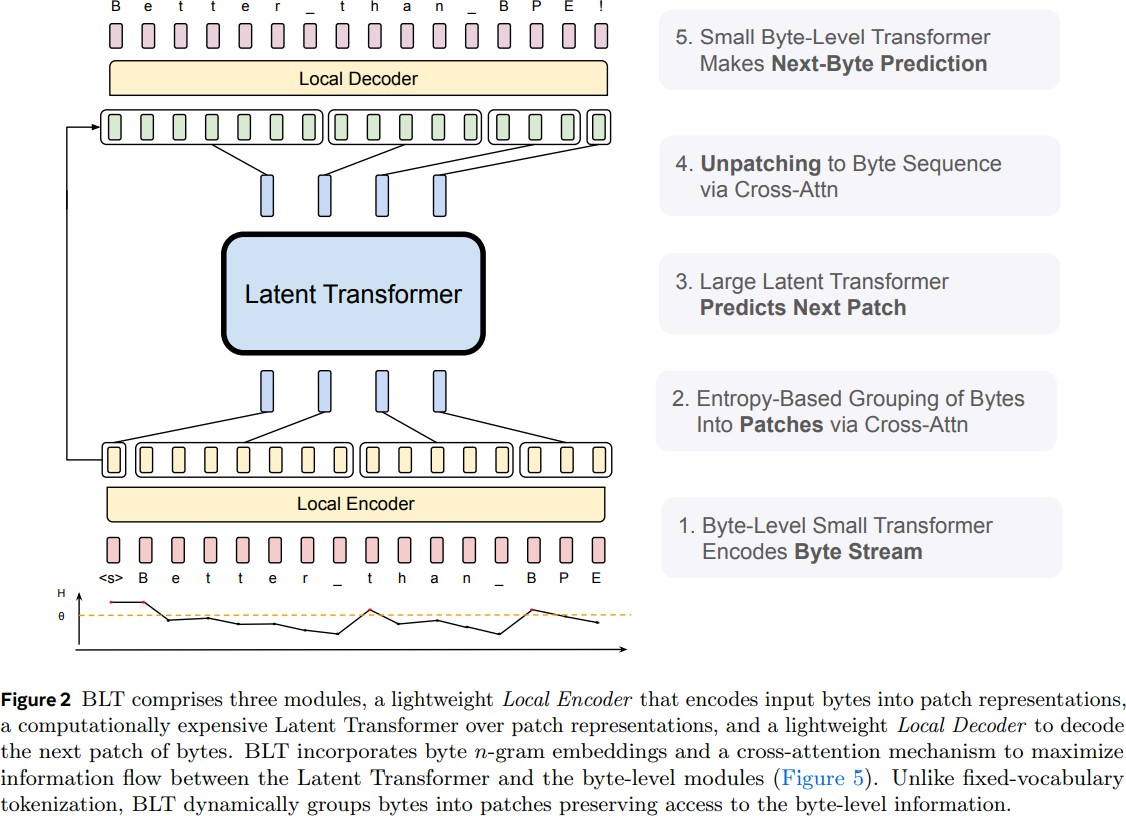 B e t t e r _ t h a n _ B P E !
Local Decoder
5. Small Byte-Level Transformer
Makes Next-Byte Prediction
4. Unpatching to Byte Sequence
via Cross-Attn
Latent Transformer
3. Large Latent Transformer
Predicts Next Patch
2. Entropy-Based Grouping of Bytes
Into Patches via Cross-Attn
Local Encoder
1. Byte-Level Small Transformer
Encodes Byte Stream
<s> B e t t e r _ t h a n _ B P E
H
θ
Figure 2 BLT comprises three modules, a lightweight Local Encoder that encodes input bytes into patch representations,
a computationally expensive Latent Transformer over patch representations, and a lightweight Local Decoder to decode
the next patch of bytes. BLT incorporates byte n-gram embeddings and a cross-attention mechanism to maximize
information flow between the Latent Transformer and the byte-level modules (Figure 5). Unlike fixed-vocabulary
tokenization, BLT dynamically groups bytes into patches preserving access to the byte-level information.